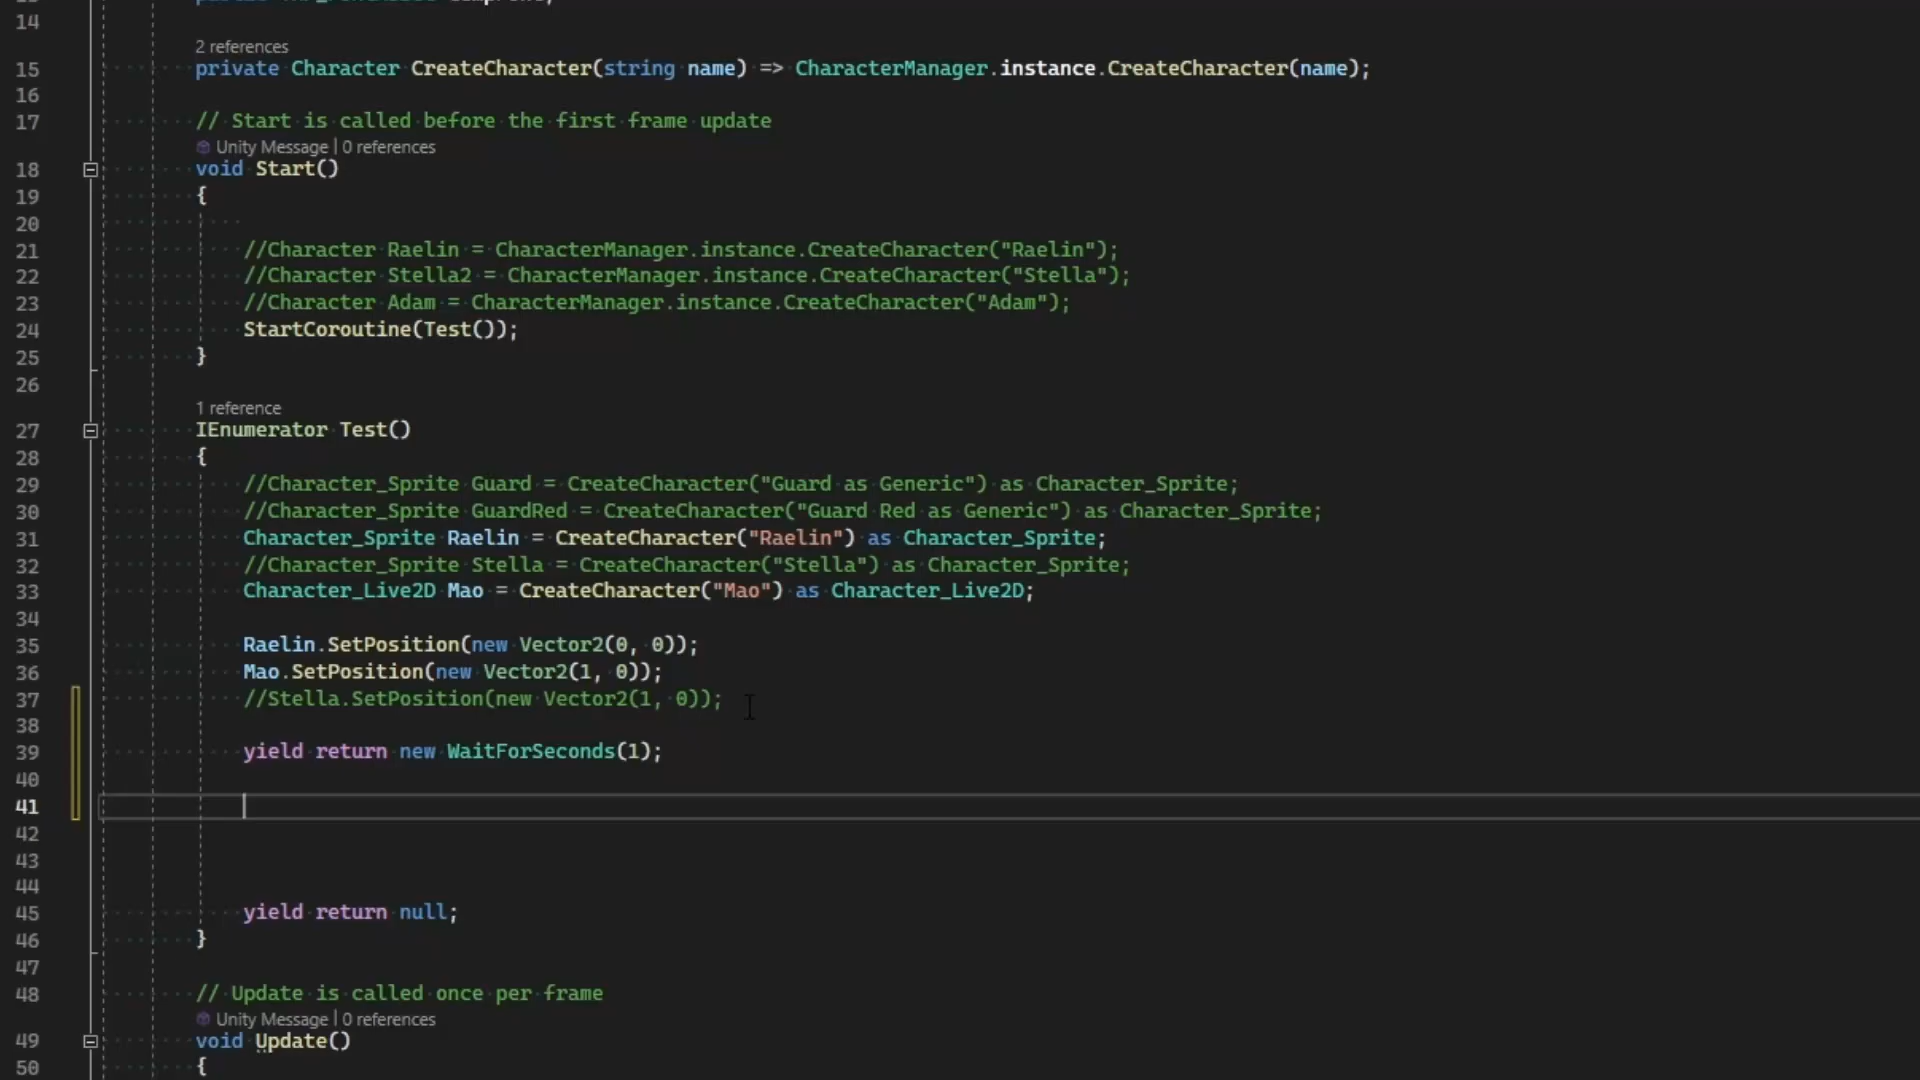 14
2 references
15 private Character CreateCharacter(string name) => CharacterManager.instance.CreateCharacter(name);
16
17 // Start is called before the first frame update
Unity Message | 0 references
18 void Start()
19 {
20
21 //Character Raelin = CharacterManager.instance.CreateCharacter("Raelin");
22 //Character Stella2 = CharacterManager.instance.CreateCharacter("Stella");
23 //Character Adam = CharacterManager.instance.CreateCharacter("Adam");
24 StartCoroutine(Test());
25 }
26
1 reference
27 IEnumerator Test()
28 {
29 //Character_Sprite Guard = CreateCharacter("Guard as Generic") as Character_Sprite;
30 //Character_Sprite GuardRed = CreateCharacter("Guard Red as Generic") as Character_Sprite;
31 Character_Sprite Raelin = CreateCharacter("Raelin") as Character_Sprite;
32 //Character_Sprite Stella = CreateCharacter("Stella") as Character_Sprite;
33 Character_Live2D Mao = CreateCharacter("Mao") as Character_Live2D;
34
35 Raelin.SetPosition(new Vector2(0, 0));
36 Mao.SetPosition(new Vector2(1, 0));
37 //Stella.SetPosition(new Vector2(1, 0));
38
39 yield return new WaitForSeconds(1);
40
41
42
43
44
45 yield return null;
46 }
47
48 // Update is called once per frame
Unity Message | 0 references
49 void Update()
50 {